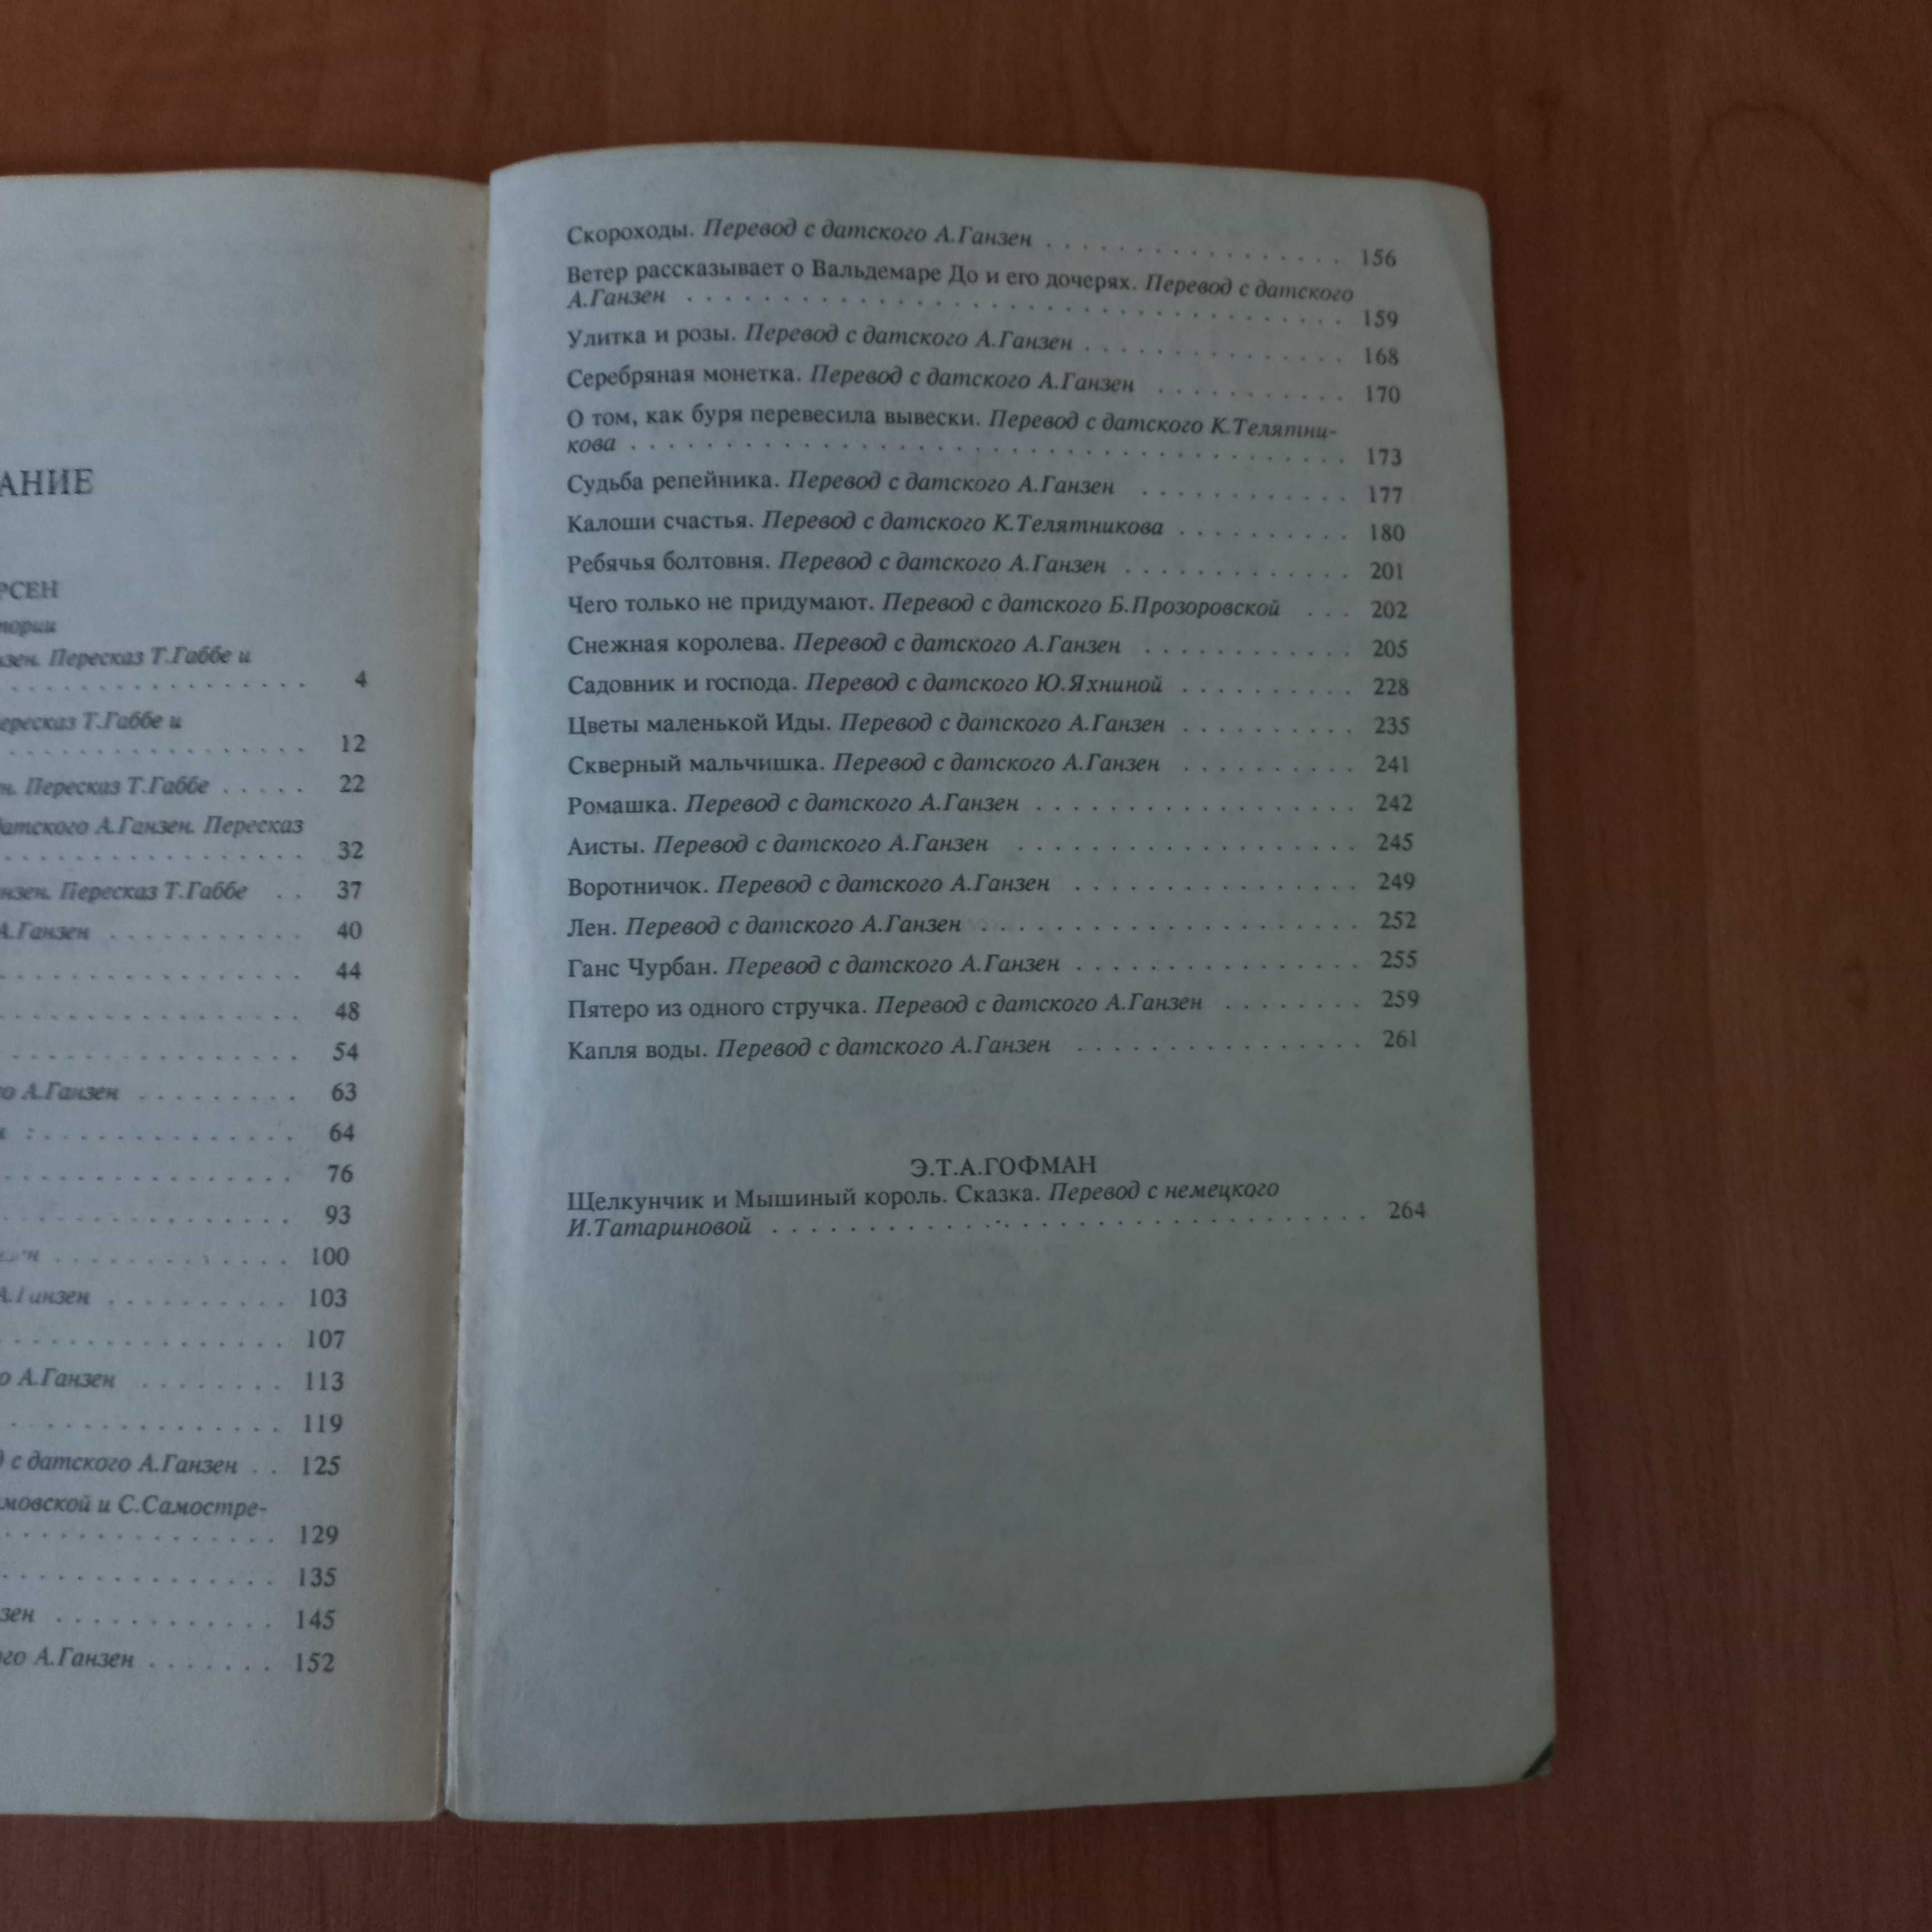 АНИЕ
РСЕН
тории
нзен. Пересказ Т.Габбе и
. . . . . . . . . . . . . . . . . 4
ересказ Т.Габбе и
. . . . . . . . . . . . . . . . . 12
н. Пересказ Т.Габбе . . . . . 22
датского А.Ганзен. Пересказ
. . . . . . . . . . . . . . . . . 32
нзен. Пересказ Т.Габбе . . 37
А.Ганзен . . . . . . . . . . . 40
. . . . . . . . . . . . . . . . . 44
. . . . . . . . . . . . . . . . . 48
. . . . . . . . . . . . . . . . . 54
го А.Ганзен . . . . . . . . . 63
. . . . . . . . . . . . . . . . 64
. . . . . . . . . . . . . . . . 76
. . . . . . . . . . . . . . . . 93
ен . . . . . . . . . . . . . 100
А.Ганзен . . . . . . . . . . 103
. . . . . . . . . . . . . . . . 107
о А.Ганзен . . . . . . . . 113
. . . . . . . . . . . . . . . . 119
д с датского А.Ганзен . . 125
мовской и С.Самостре-
. . . . . . . . . . . . . . . . 129
. . . . . . . . . . . . . . . . 135
зен . . . . . . . . . . . . 145
ого А.Ганзен . . . . . . . 152
Скороходы. Перевод с датского А.Ганзен . . . . . . . . . . . . . . . . 156
Ветер рассказывает о Вальдемаре До и его дочерях. Перевод с датского
А.Ганзен . . . . . . . . . . . . . . . . . . . . . . . . . . . . 159
Улитка и розы. Перевод с датского А.Ганзен . . . . . . . . . . . . . . 168
Серебряная монетка. Перевод с датского А.Ганзен . . . . . . . . . . . 170
О том, как буря перевесила вывески. Перевод с датского К.Телятни-
кова . . . . . . . . . . . . . . . . . . . . . . . . . . . . . . 173
Судьба репейника. Перевод с датского А.Ганзен . . . . . . . . . . . . 177
Калоши счастья. Перевод с датского К.Телятникова . . . . . . . . . . 180
Ребячья болтовня. Перевод с датского А.Ганзен . . . . . . . . . . . . . 201
Чего только не придумают. Перевод с датского Б.Прозоровской . . . 202
Снежная королева. Перевод с датского А.Ганзен . . . . . . . . . . . . 205
Садовник и господа. Перевод с датского Ю.Яхниной . . . . . . . . . . 228
Цветы маленькой Иды. Перевод с датского А.Ганзен . . . . . . . . . . 235
Скверный мальчишка. Перевод с датского А.Ганзен . . . . . . . . . . 241
Ромашка. Перевод с датского А.Ганзен . . . . . . . . . . . . . . . . . 242
Аисты. Перевод с датского А.Ганзен . . . . . . . . . . . . . . . . . . 245
Воротничок. Перевод с датского А.Ганзен . . . . . . . . . . . . . . . 249
Лен. Перевод с датского А.Ганзен . . . . . . . . . . . . . . . . . . . . 252
Ганс Чурбан. Перевод с датского А.Ганзен . . . . . . . . . . . . . . . 255
Пятеро из одного стручка. Перевод с датского А.Ганзен . . . . . . . . 259
Капля воды. Перевод с датского А.Ганзен . . . . . . . . . . . . . . . . 261
Э.Т.А.ГОФМАН
Щелкунчик и Мышиный король. Сказка. Перевод с немецкого
И.Татариновой . . . . . . . . . . . . . . . . . . . . . . . . . . 264